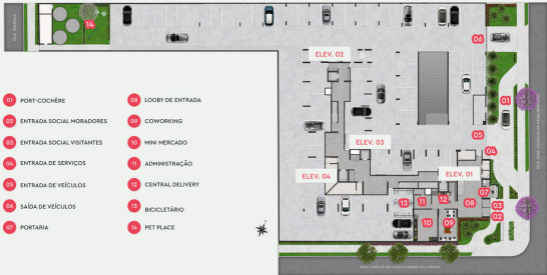 14
06
ELEV. 02
01
05
ELEV. 03
04
ELEV. 04
ELEV. 01
07
13
11
12
08
03
02
10
09
01 PORT-COCHÈRE
02 ENTRADA SOCIAL MORADORES
03 ENTRADA SOCIAL VISITANTES
04 ENTRADA DE SERVIÇOS
05 ENTRADA DE VEÍCULOS
06 SAÍDA DE VEÍCULOS
07 PORTARIA
08 LOOBY DE ENTRADA
09 COWORKING
10 MINI MERCADO
11 ADMINISTRAÇÃO
12 CENTRAL DELIVERY
13 BICICLETÁRIO
14 PET PLACE